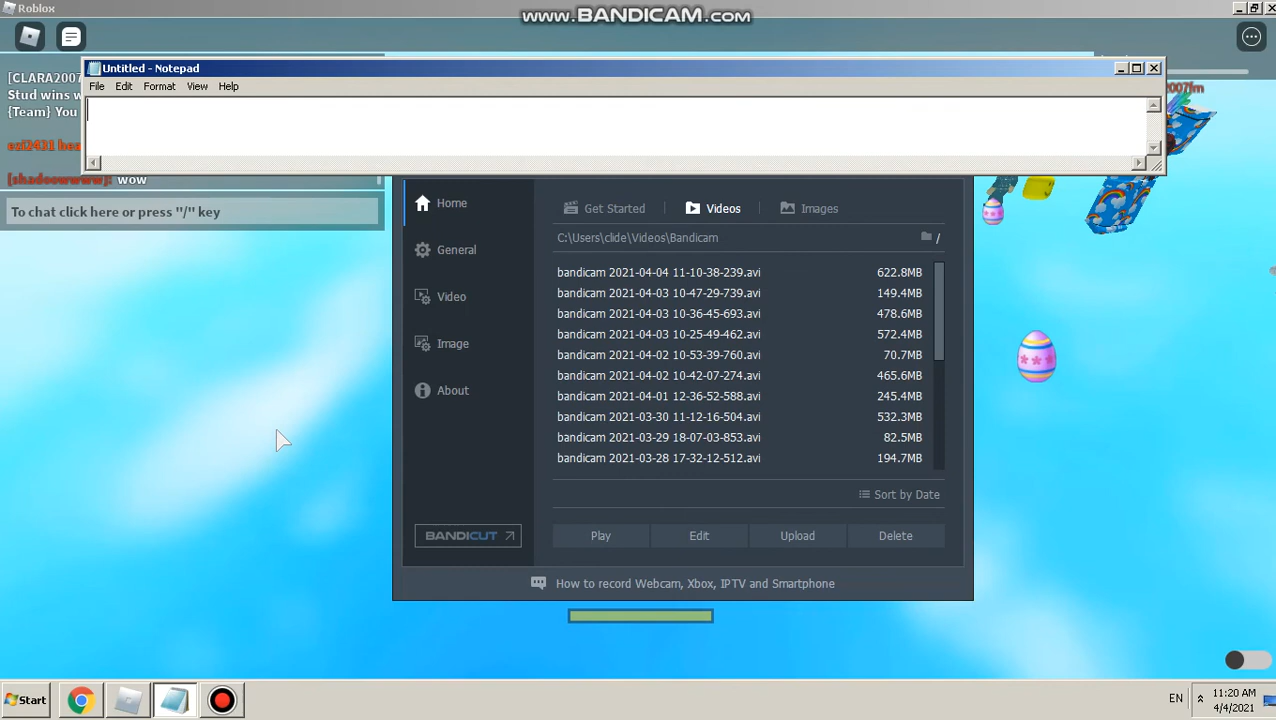 Roblox
WWW.BANDICAM.COM
Untitled - Notepad
File Edit Format View Help
[CLARA2007
Stud wins w
{Team} You
ezi2431 hea
[shadoowwww]: wow
To chat click here or press "/" key
2007fm
Home
General
Video
Image
About
BANDICUT
Get Started
Videos
Images
C:\Users\clide\Videos\Bandicam
/
bandicam 2021-04-04 11-10-38-239.avi 622.8MB
bandicam 2021-04-03 10-47-29-739.avi 149.4MB
bandicam 2021-04-03 10-36-45-693.avi 478.6MB
bandicam 2021-04-03 10-25-49-462.avi 572.4MB
bandicam 2021-04-02 10-53-39-760.avi 70.7MB
bandicam 2021-04-02 10-42-07-274.avi 465.6MB
bandicam 2021-04-01 12-36-52-588.avi 245.4MB
bandicam 2021-03-30 11-12-16-504.avi 532.3MB
bandicam 2021-03-29 18-07-03-853.avi 82.5MB
bandicam 2021-03-28 17-32-12-512.avi 194.7MB
Sort by Date
Play Edit Upload Delete
How to record Webcam, Xbox, IPTV and Smartphone
Start
EN
11:20 AM
4/4/2021